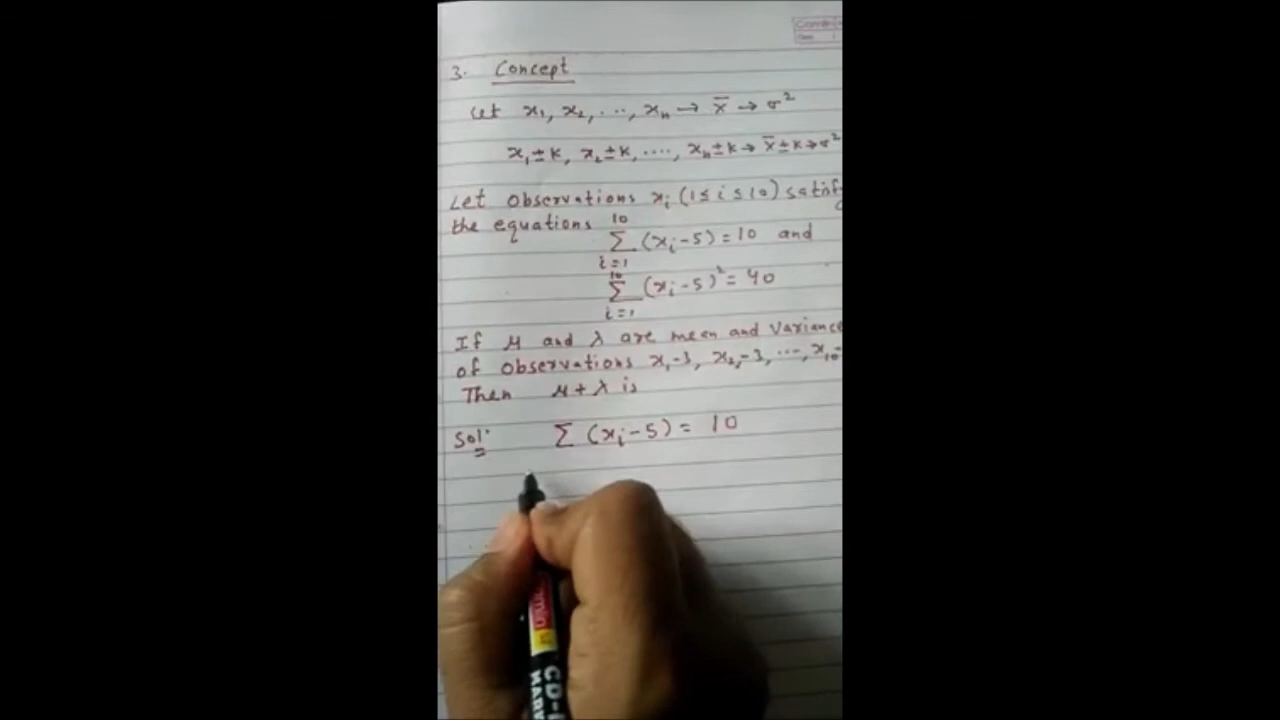 3. Concept
Let x₁, x₂, ..., xₙ → x̄ → σ²
x₁±k, x₂±k, ...., xₙ±k → x̄±k → σ²
Let observations xᵢ (1≤i≤10) satisf
the equations 10
Σ (xᵢ-5) = 10 and
i=1
10
Σ (xᵢ-5)² = 40
i=1
If μ and λ are mean and variance
of observations x₁-3, x₂-3, ..., x₁₀-
Then μ+λ is
Sol. Σ (xᵢ-5) = 10
CD-